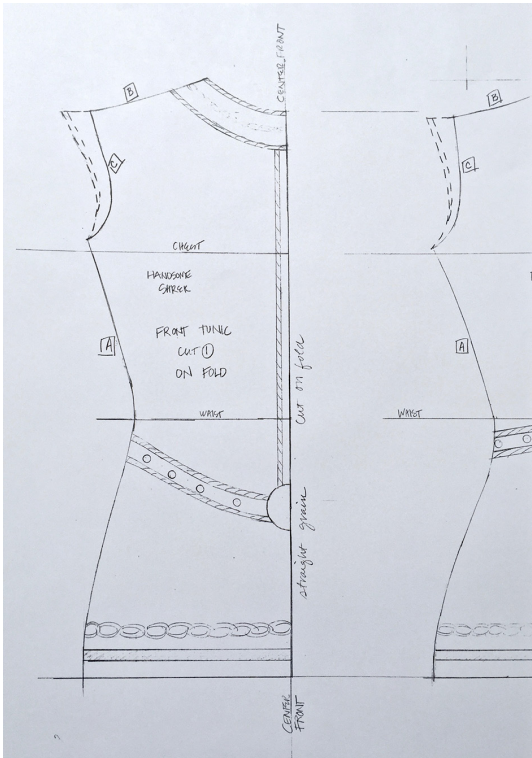 CENTER FRONT
B
C
CHEST
HANDSOME
SHREK
FRONT TUNIC
CUT 1
ON FOLD
A
WAIST
cut on fold
straight grain
CENTER
FRONT
B
C
A
WAIST